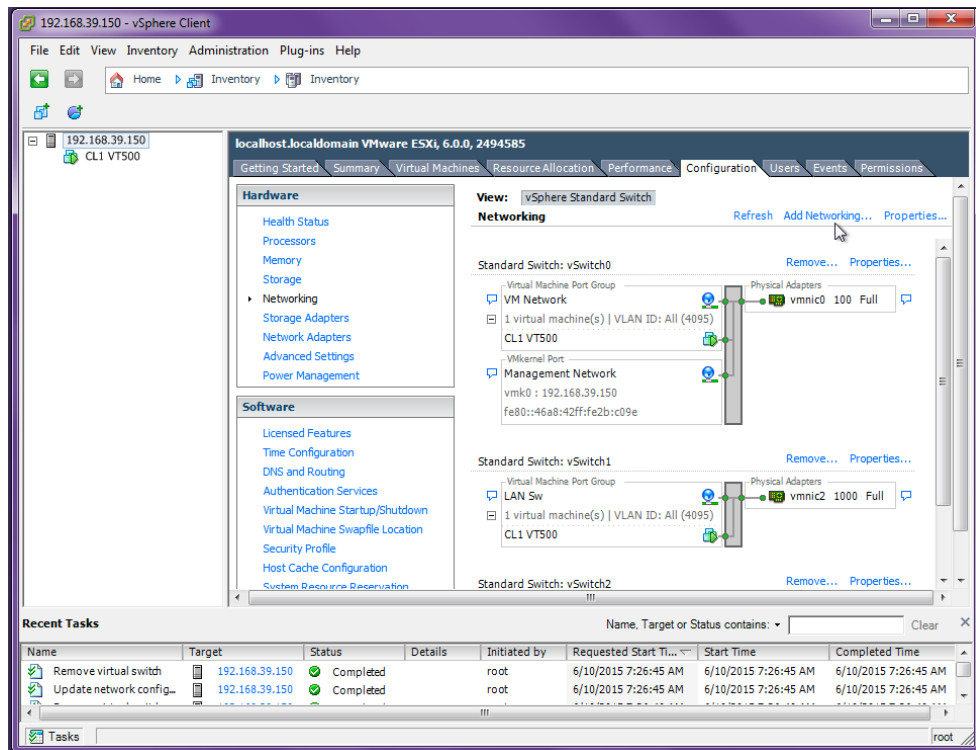 192.168.39.150 - vSphere Client
File Edit View Inventory Administration Plug-ins Help
Home Inventory Inventory
192.168.39.150
CL1 VT500
localhost.localdomain VMware ESXi, 6.0.0, 2494585
Getting Started Summary Virtual Machines Resource Allocation Performance Configuration Users Events Permissions
Hardware
Health Status
Processors
Memory
Storage
Networking
Storage Adapters
Network Adapters
Advanced Settings
Power Management
Software
Licensed Features
Time Configuration
DNS and Routing
Authentication Services
Virtual Machine Startup/Shutdown
Virtual Machine Swapfile Location
Security Profile
Host Cache Configuration
System Resource Reservation
View: vSphere Standard Switch
Networking Refresh Add Networking... Properties...
Standard Switch: vSwitch0 Remove... Properties...
Virtual Machine Port Group Physical Adapters
VM Network vmnic0 100 Full
1 virtual machine(s) | VLAN ID: All (4095)
CL1 VT500
VMkernel Port
Management Network
vmk0 : 192.168.39.150
fe80::46a8:42ff:fe2b:c09e
Standard Switch: vSwitch1 Remove... Properties...
Virtual Machine Port Group Physical Adapters
LAN Sw vmnic2 1000 Full
1 virtual machine(s) | VLAN ID: All (4095)
CL1 VT500
Standard Switch: vSwitch2 Remove... Properties...
Recent Tasks Name, Target or Status contains: Clear
Name Target Status Details Initiated by Requested Start Ti... Start Time Completed Time
Remove virtual switch 192.168.39.150 Completed root 6/10/2015 7:26:45 AM 6/10/2015 7:26:45 AM 6/10/2015 7:26:45 AM
Update network config... 192.168.39.150 Completed root 6/10/2015 7:26:45 AM 6/10/2015 7:26:45 AM 6/10/2015 7:26:45 AM
Tasks root